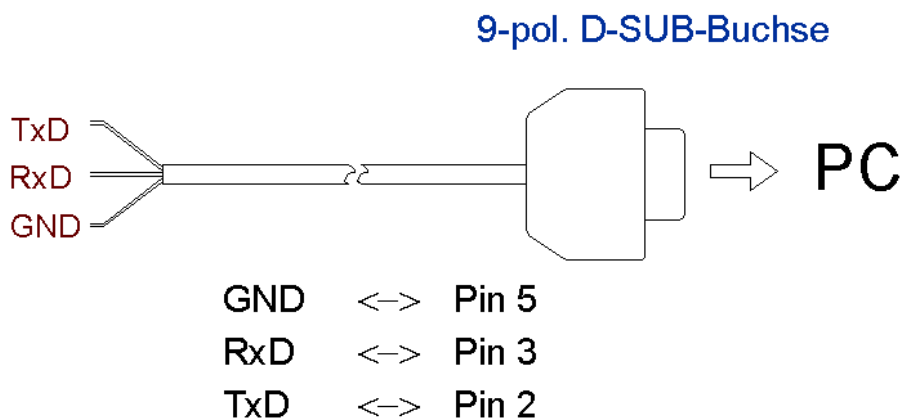 9-pol. D-SUB-Buchse
TxD
RxD
GND
PC
GND <-> Pin 5
RxD <-> Pin 3
TxD <-> Pin 2